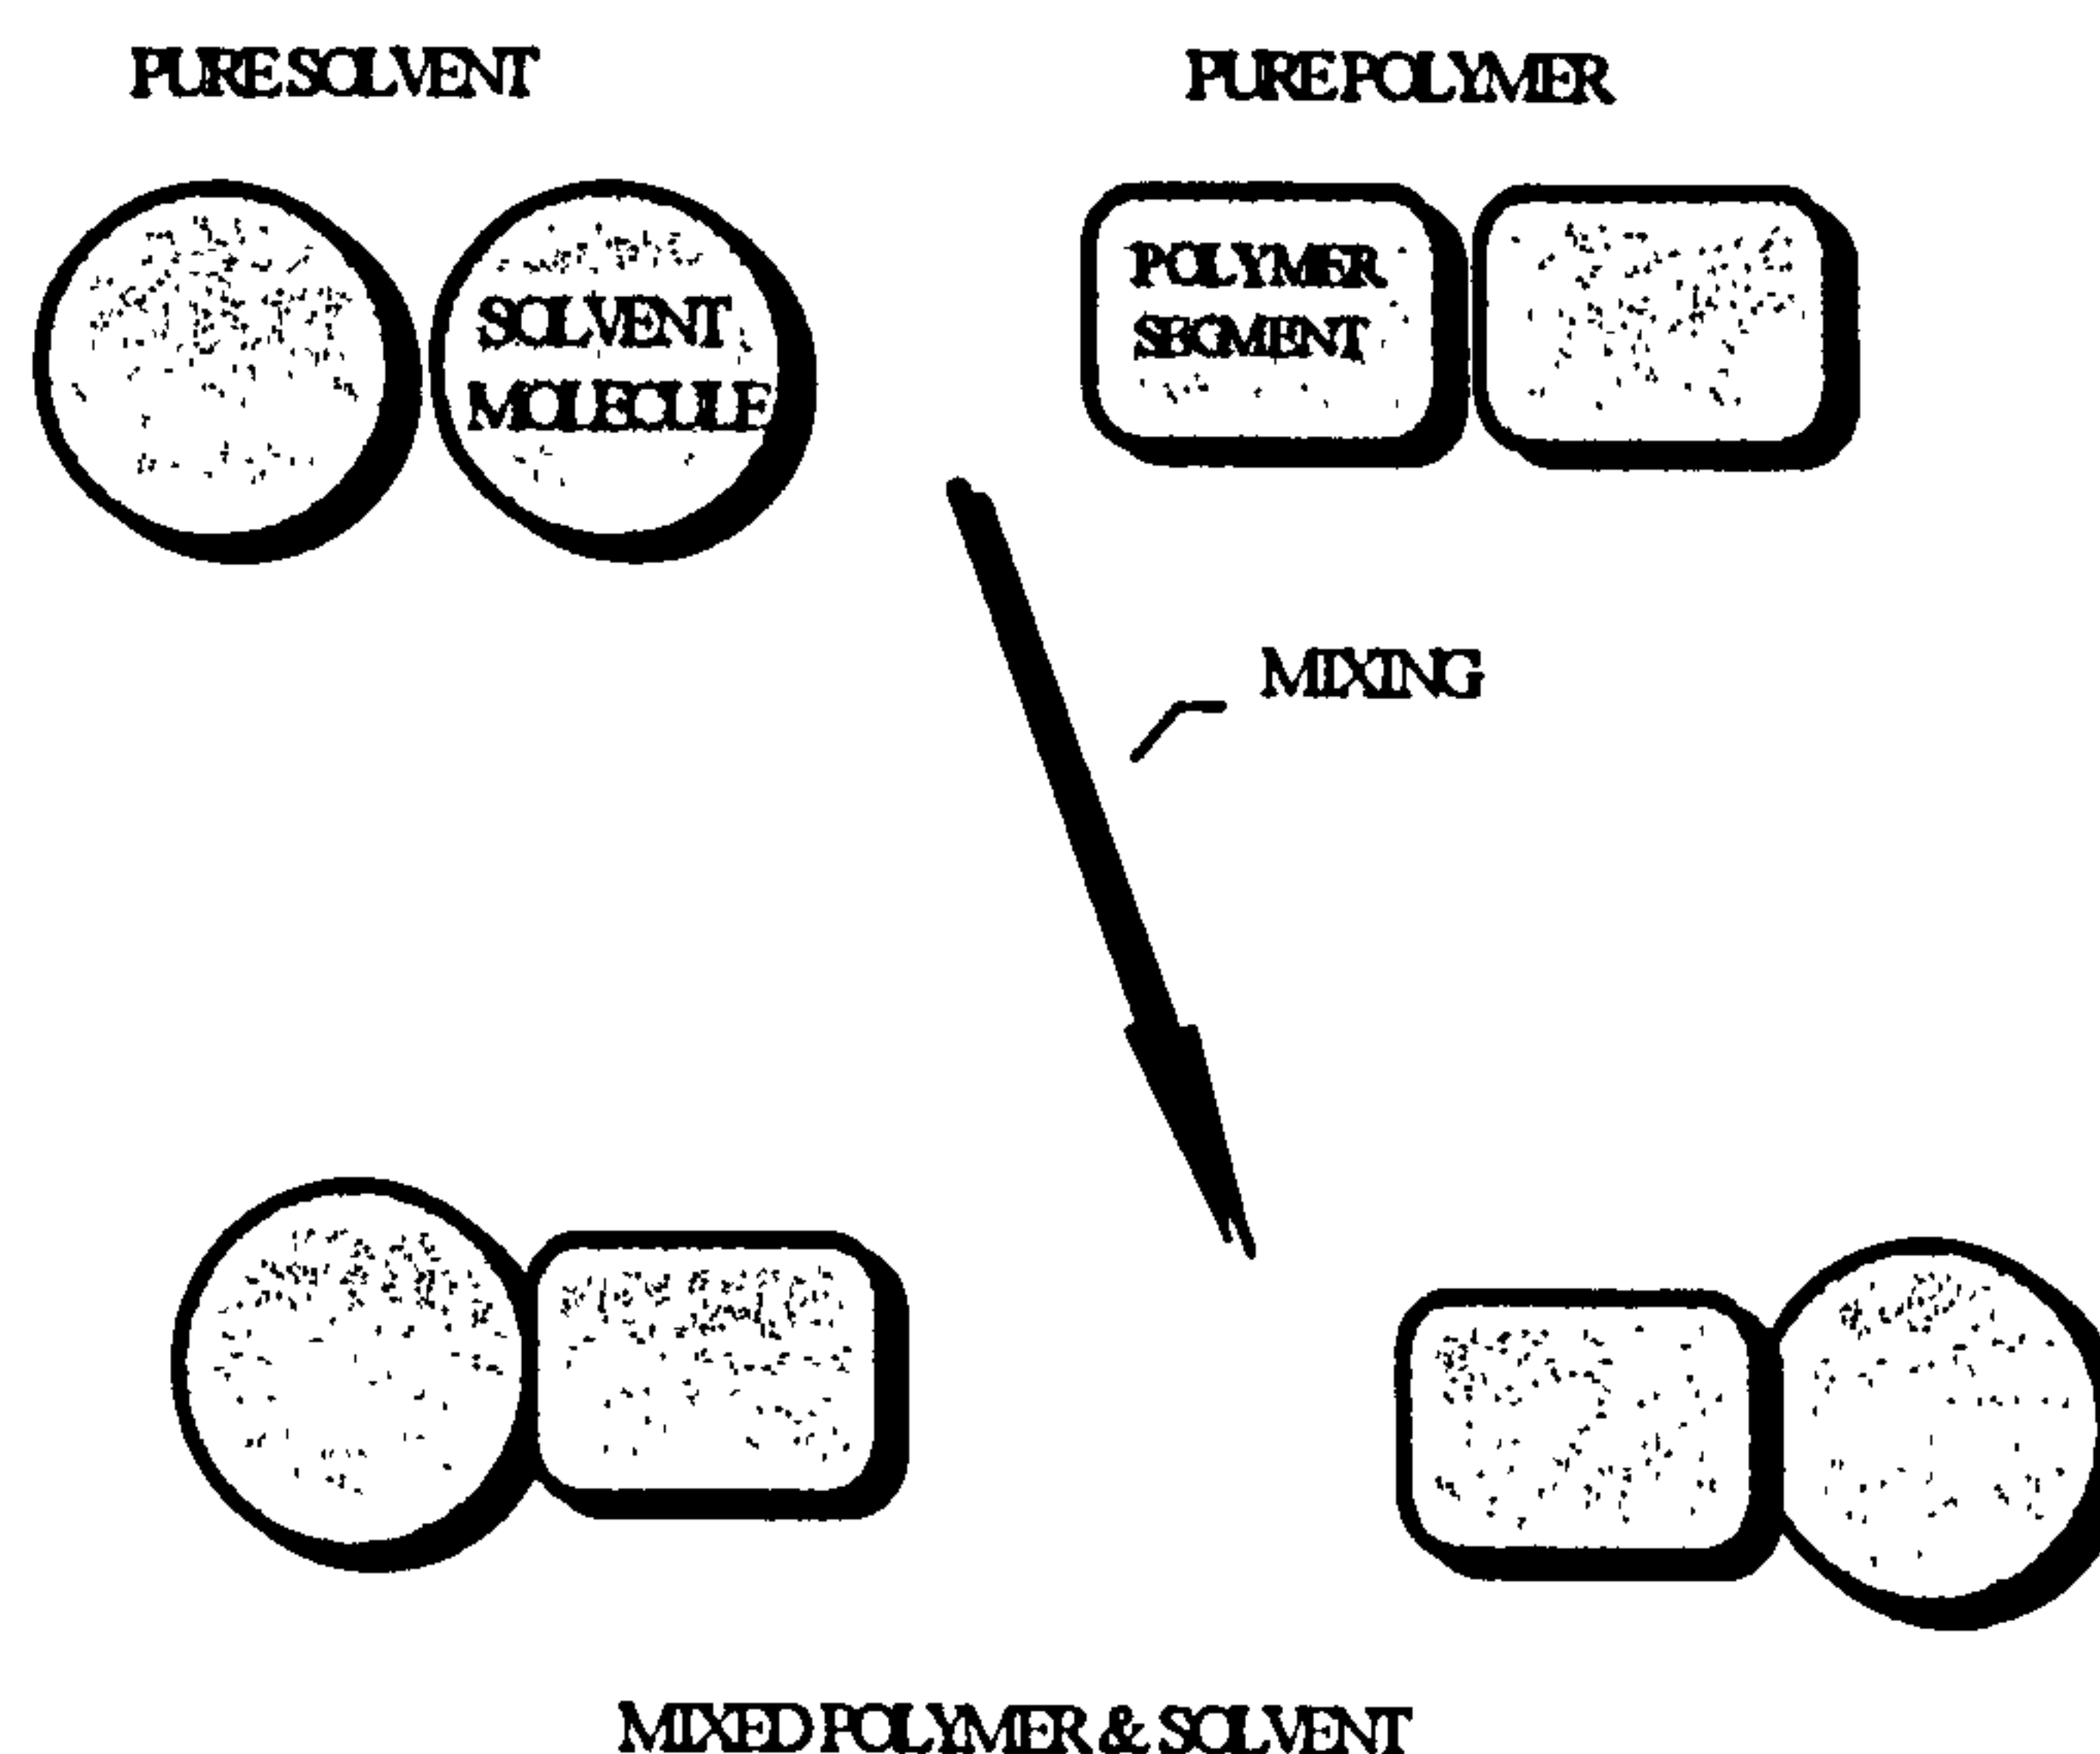 PURE SOLVENT
PURE POLYMER
SOLVENT
MOLECULE
POLYMER
SEGMENT
MIXING
MIXED POLYMER & SOLVENT